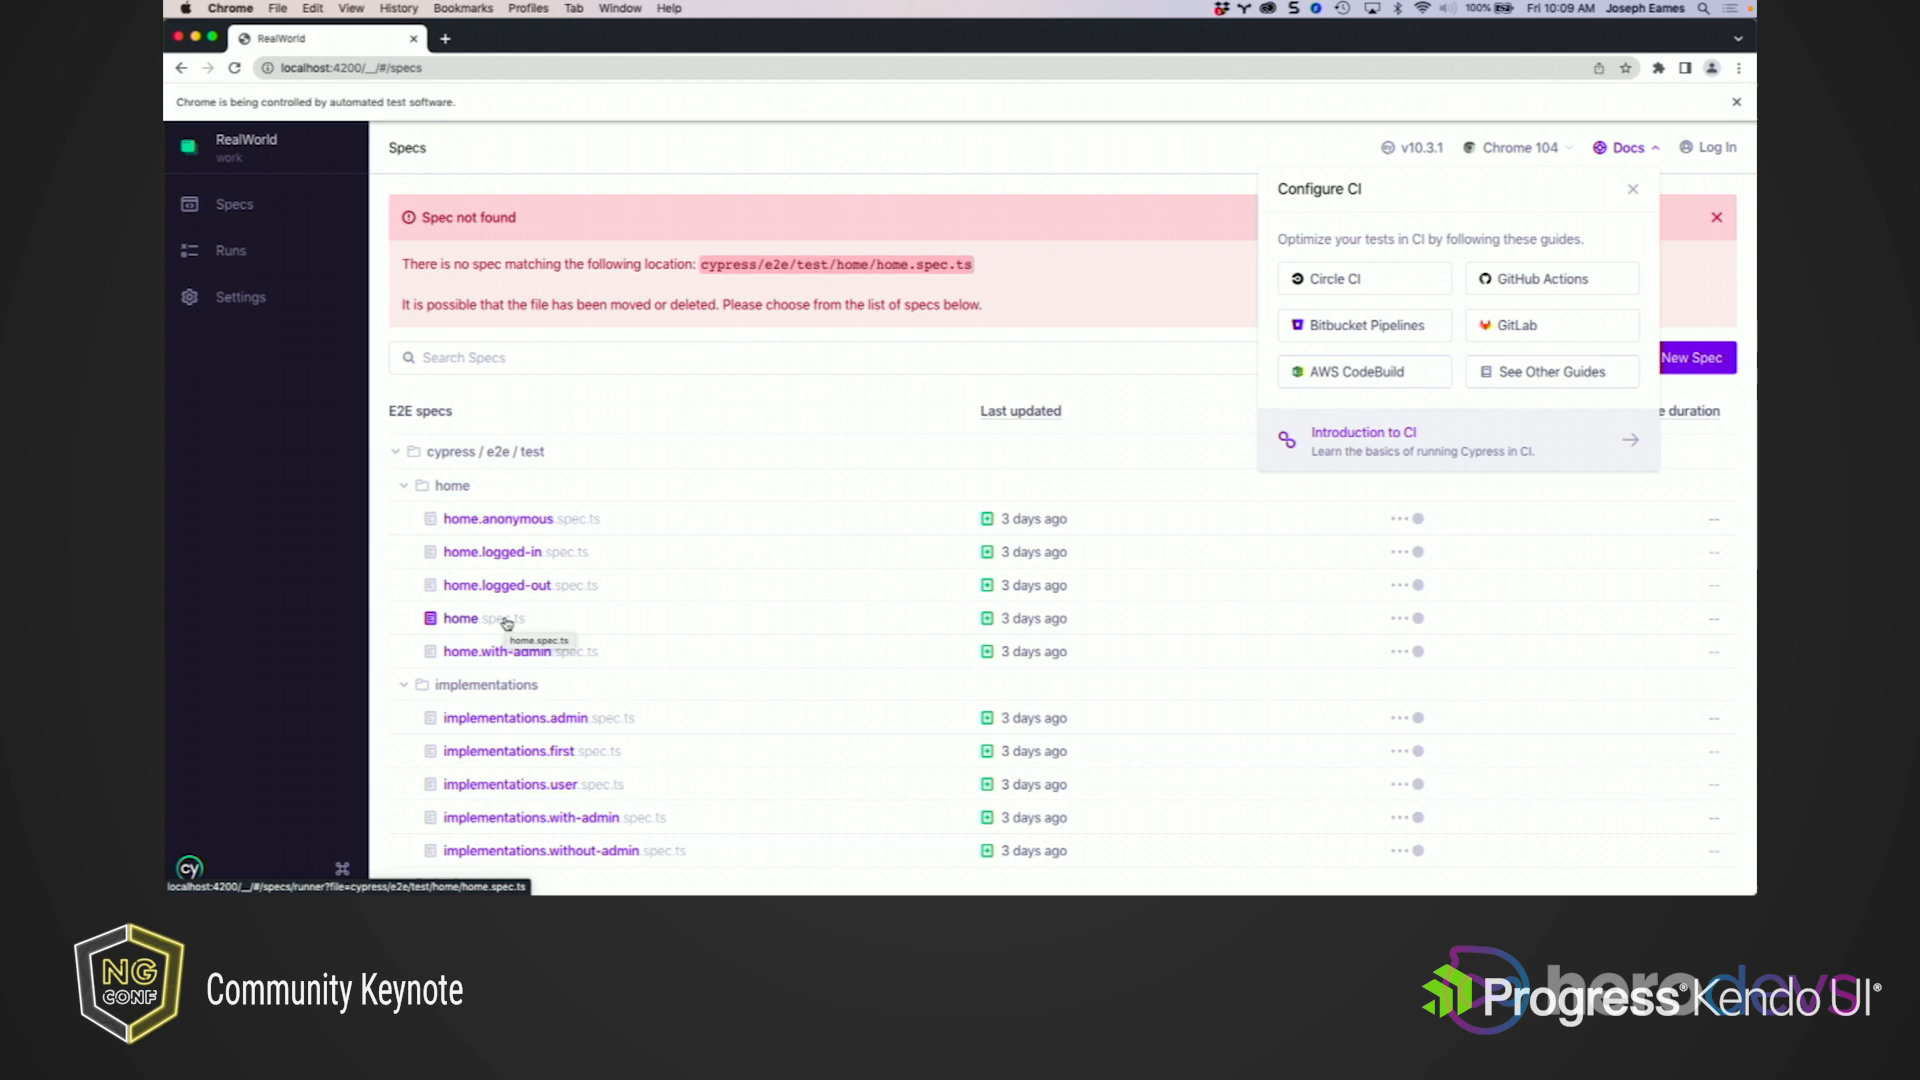 Chrome File Edit View History Bookmarks Profiles Tab Window Help 100% Fri 10:09 AM Joseph Eames
RealWorld
localhost:4200/__/#/specs
Chrome is being controlled by automated test software.
RealWorld
work
Specs
v10.3.1 Chrome 104 Docs Log In
Specs
Runs
Settings
Configure CI
Optimize your tests in CI by following these guides.
Circle CI GitHub Actions
Bitbucket Pipelines GitLab
AWS CodeBuild See Other Guides
Introduction to CI
Learn the basics of running Cypress in CI.
Spec not found
There is no spec matching the following location: cypress/e2e/test/home/home.spec.ts
It is possible that the file has been moved or deleted. Please choose from the list of specs below.
Search Specs
New Spec
E2E specs Last updated e duration
cypress / e2e / test
home
home.anonymous.spec.ts 3 days ago --
home.logged-in.spec.ts 3 days ago --
home.logged-out.spec.ts 3 days ago --
home.spec.ts 3 days ago --
home.spec.ts
home.with-admin.spec.ts 3 days ago --
implementations
implementations.admin.spec.ts 3 days ago --
implementations.first.spec.ts 3 days ago --
implementations.user.spec.ts 3 days ago --
implementations.with-admin.spec.ts 3 days ago --
implementations.without-admin.spec.ts 3 days ago --
cy
localhost:4200/__/#/specs/runner?file=cypress/e2e/test/home/home.spec.ts
NG
CONF
Community Keynote
Progress® Kendo UI®
herodevs